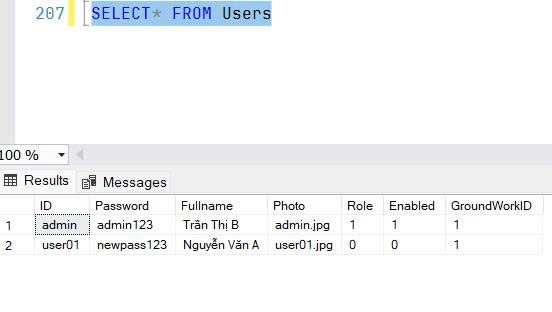 207 SELECT* FROM Users
100 %
Results Messages
ID Password Fullname Photo Role Enabled GroundWorkID
1 admin admin123 Trần Thị B admin.jpg 1 1 1
2 user01 newpass123 Nguyễn Văn A user01.jpg 0 0 1